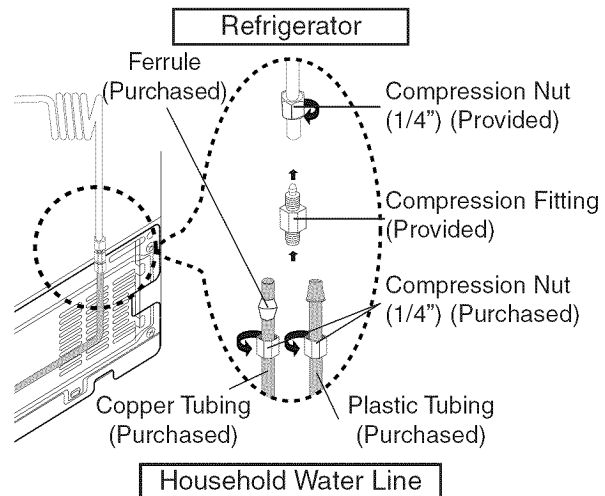 Refrigerator
Ferrule
(Purchased)
Compression Nut
(1/4”) (Provided)
Compression Fitting
(Provided)
Compression Nut
(1/4”) (Purchased)
Copper Tubing
(Purchased)
Plastic Tubing
(Purchased)
Household Water Line